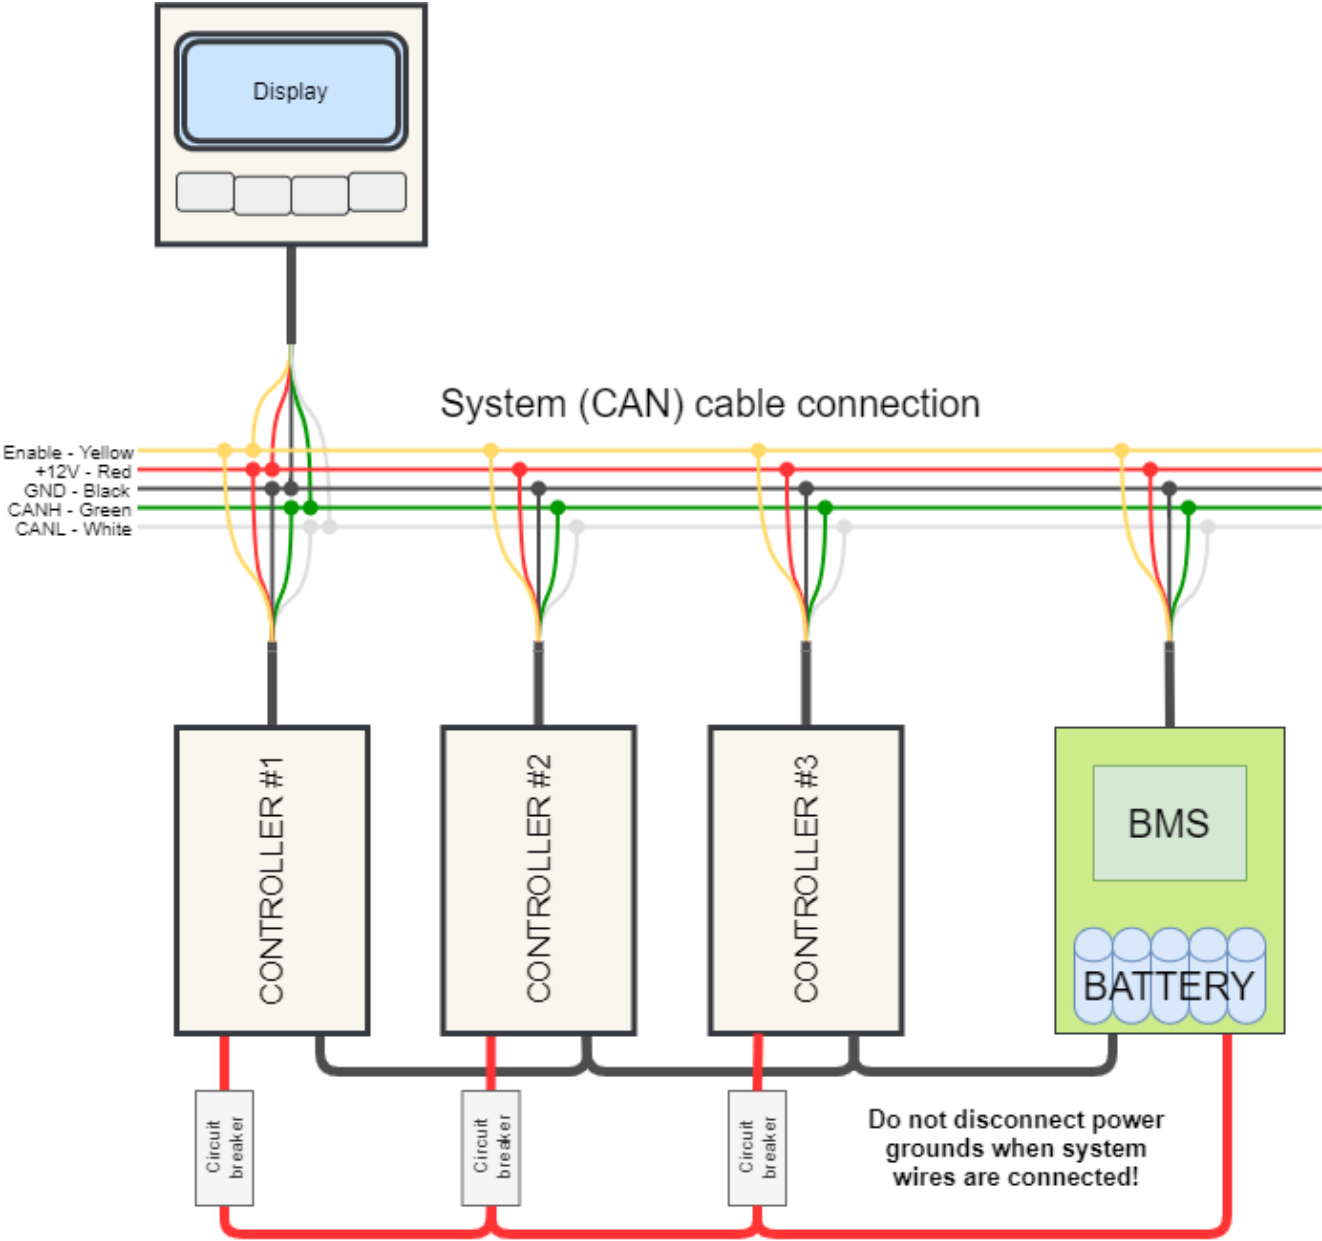 Display
System (CAN) cable connection
Enable - Yellow
+12V - Red
GND - Black
CANH - Green
CANL - White
CONTROLLER #1
CONTROLLER #2
CONTROLLER #3
BMS
BATTERY
Circuit
breaker
Circuit
breaker
Circuit
breaker
Do not disconnect power
grounds when system
wires are connected!